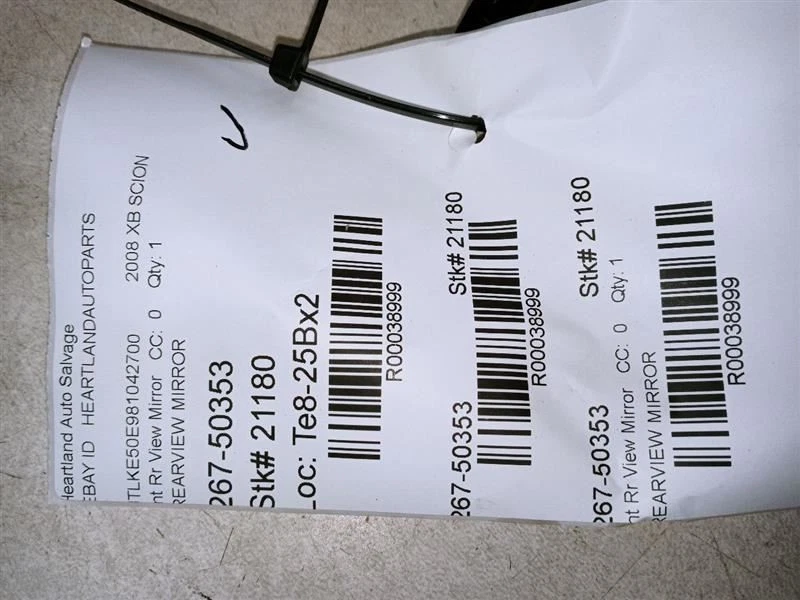 Heartland Auto Salvage
EBAY ID HEARTLANDAUTOPARTS
TLKE50E981042700 2008 XB SCION
nt Rr View Mirror CC: 0 Qty: 1
REARVIEW MIRROR
267-50353
Stk# 21180
Loc: Te8-25Bx2
R00038999
267-50353 Stk# 21180
R00038999
267-50353 Stk# 21180
nt Rr View Mirror CC: 0 Qty: 1
REARVIEW MIRROR
R00038999